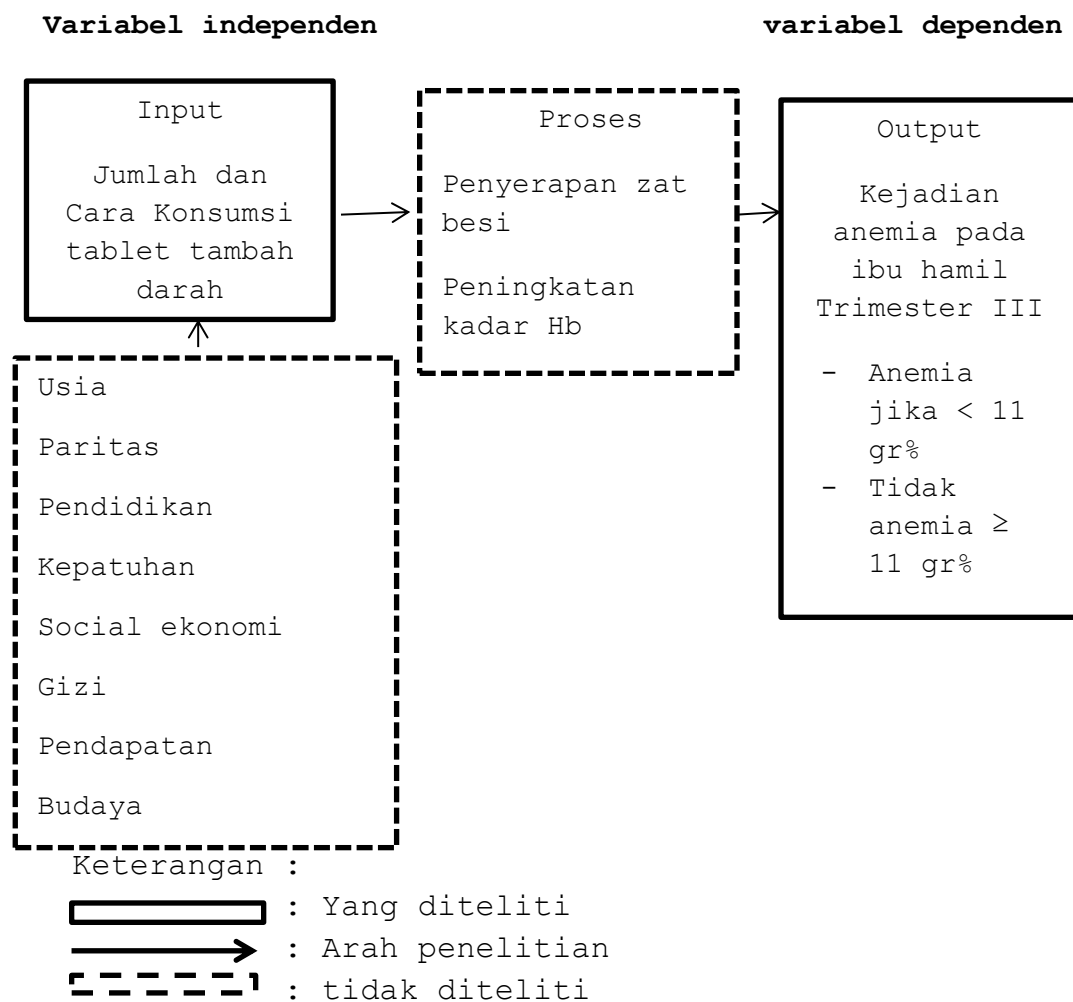 Variabel independen
variabel dependen
Input
Jumlah dan
Cara Konsumsi
tablet tambah
darah
Proses
Penyerapan zat
besi
Peningkatan
kadar Hb
Output
Kejadian
anemia pada
ibu hamil
Trimester III
- Anemia
jika < 11
gr%
- Tidak
anemia ≥
11 gr%
Usia
Paritas
Pendidikan
Kepatuhan
Social ekonomi
Gizi
Pendapatan
Budaya
Keterangan :
: Yang diteliti
: Arah penelitian
: tidak diteliti